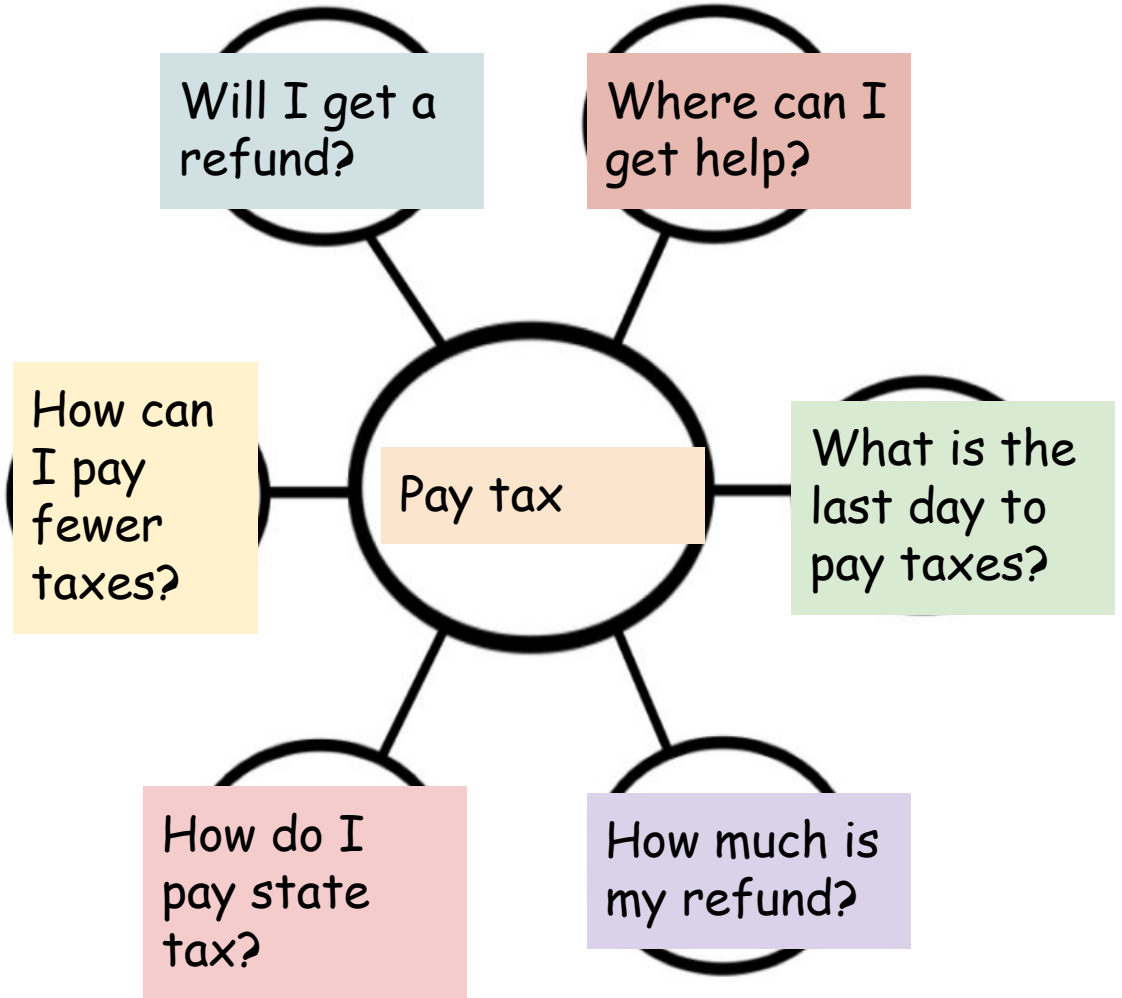 Will I get a
refund?
Where can I
get help?
How can
I pay
fewer
taxes?
Pay tax
What is the
last day to
pay taxes?
How do I
pay state
tax?
How much is
my refund?